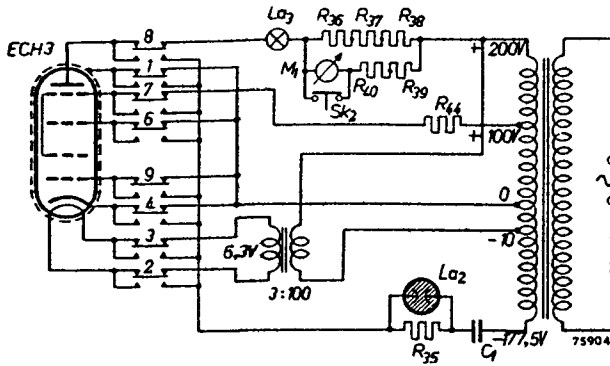 ECH3
8
1
7
6
9
4
3
2
La3
R36 R37 R38
M1
R40 R39
Sk2
R44
+ 200V
+ 100V
0
-10
6,3V
3:100
La2
R35
C1
-177,5V
~
75904